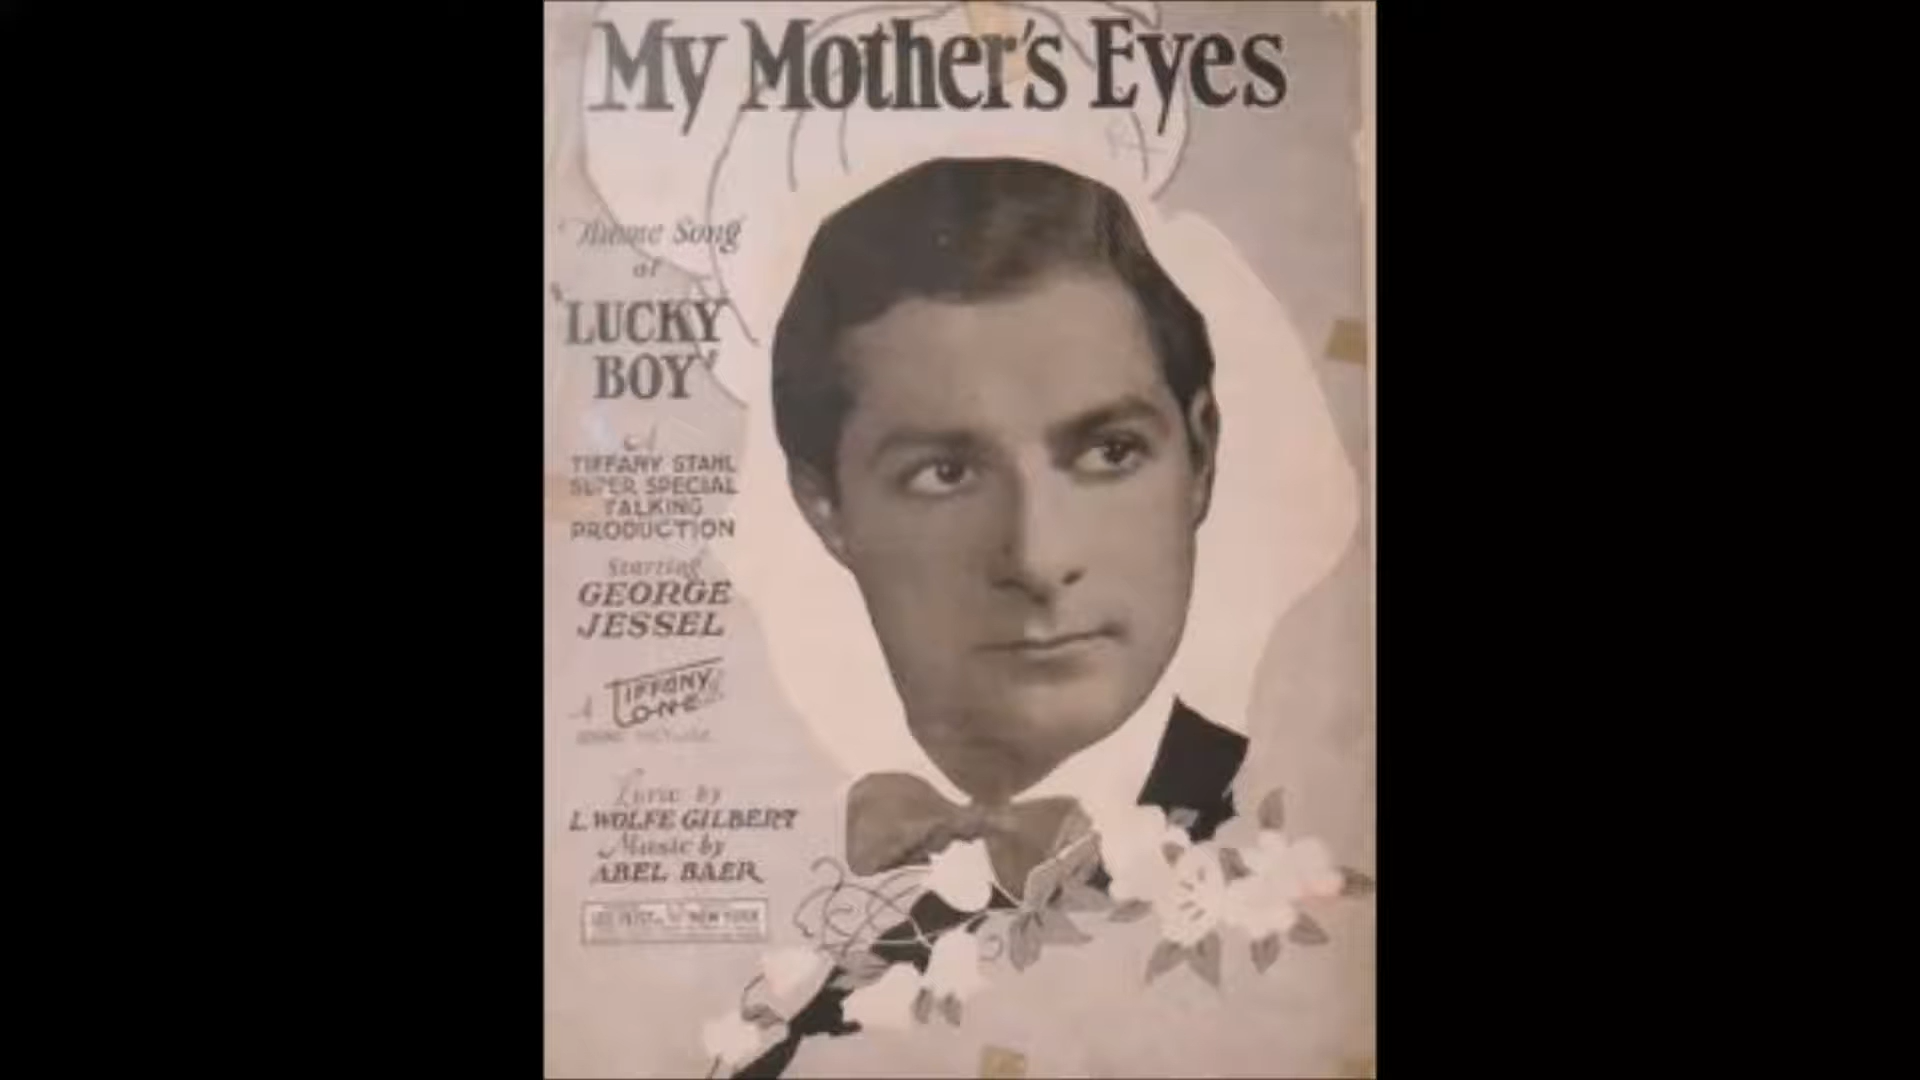 My Mother's Eyes
Theme Song
of
'LUCKY
BOY'
A
TIFFANY STAHL
SUPER SPECIAL
TALKING
PRODUCTION
Starring
GEORGE
JESSEL
A TIFFANY
TONE
Lyric by
L. WOLFE GILBERT
Music by
ABEL BAER
NEW YORK